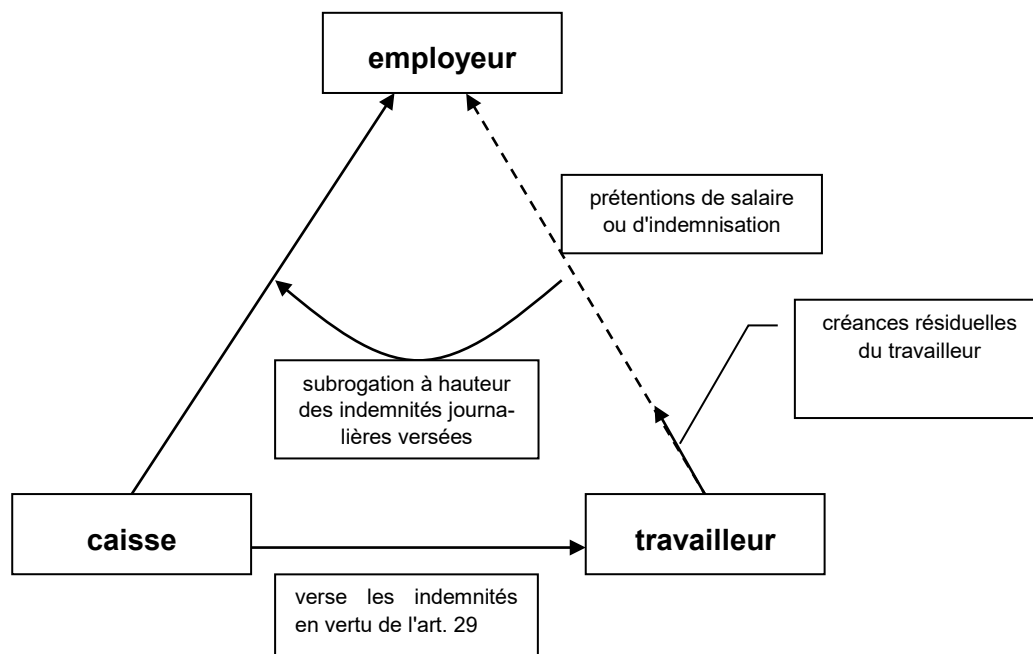 employeur
prétentions de salaire
ou d'indemnisation
créances résiduelles
du travailleur
subrogation à hauteur
des indemnités journa-
lières versées
caisse
travailleur
verse les indemnités
en vertu de l'art. 29